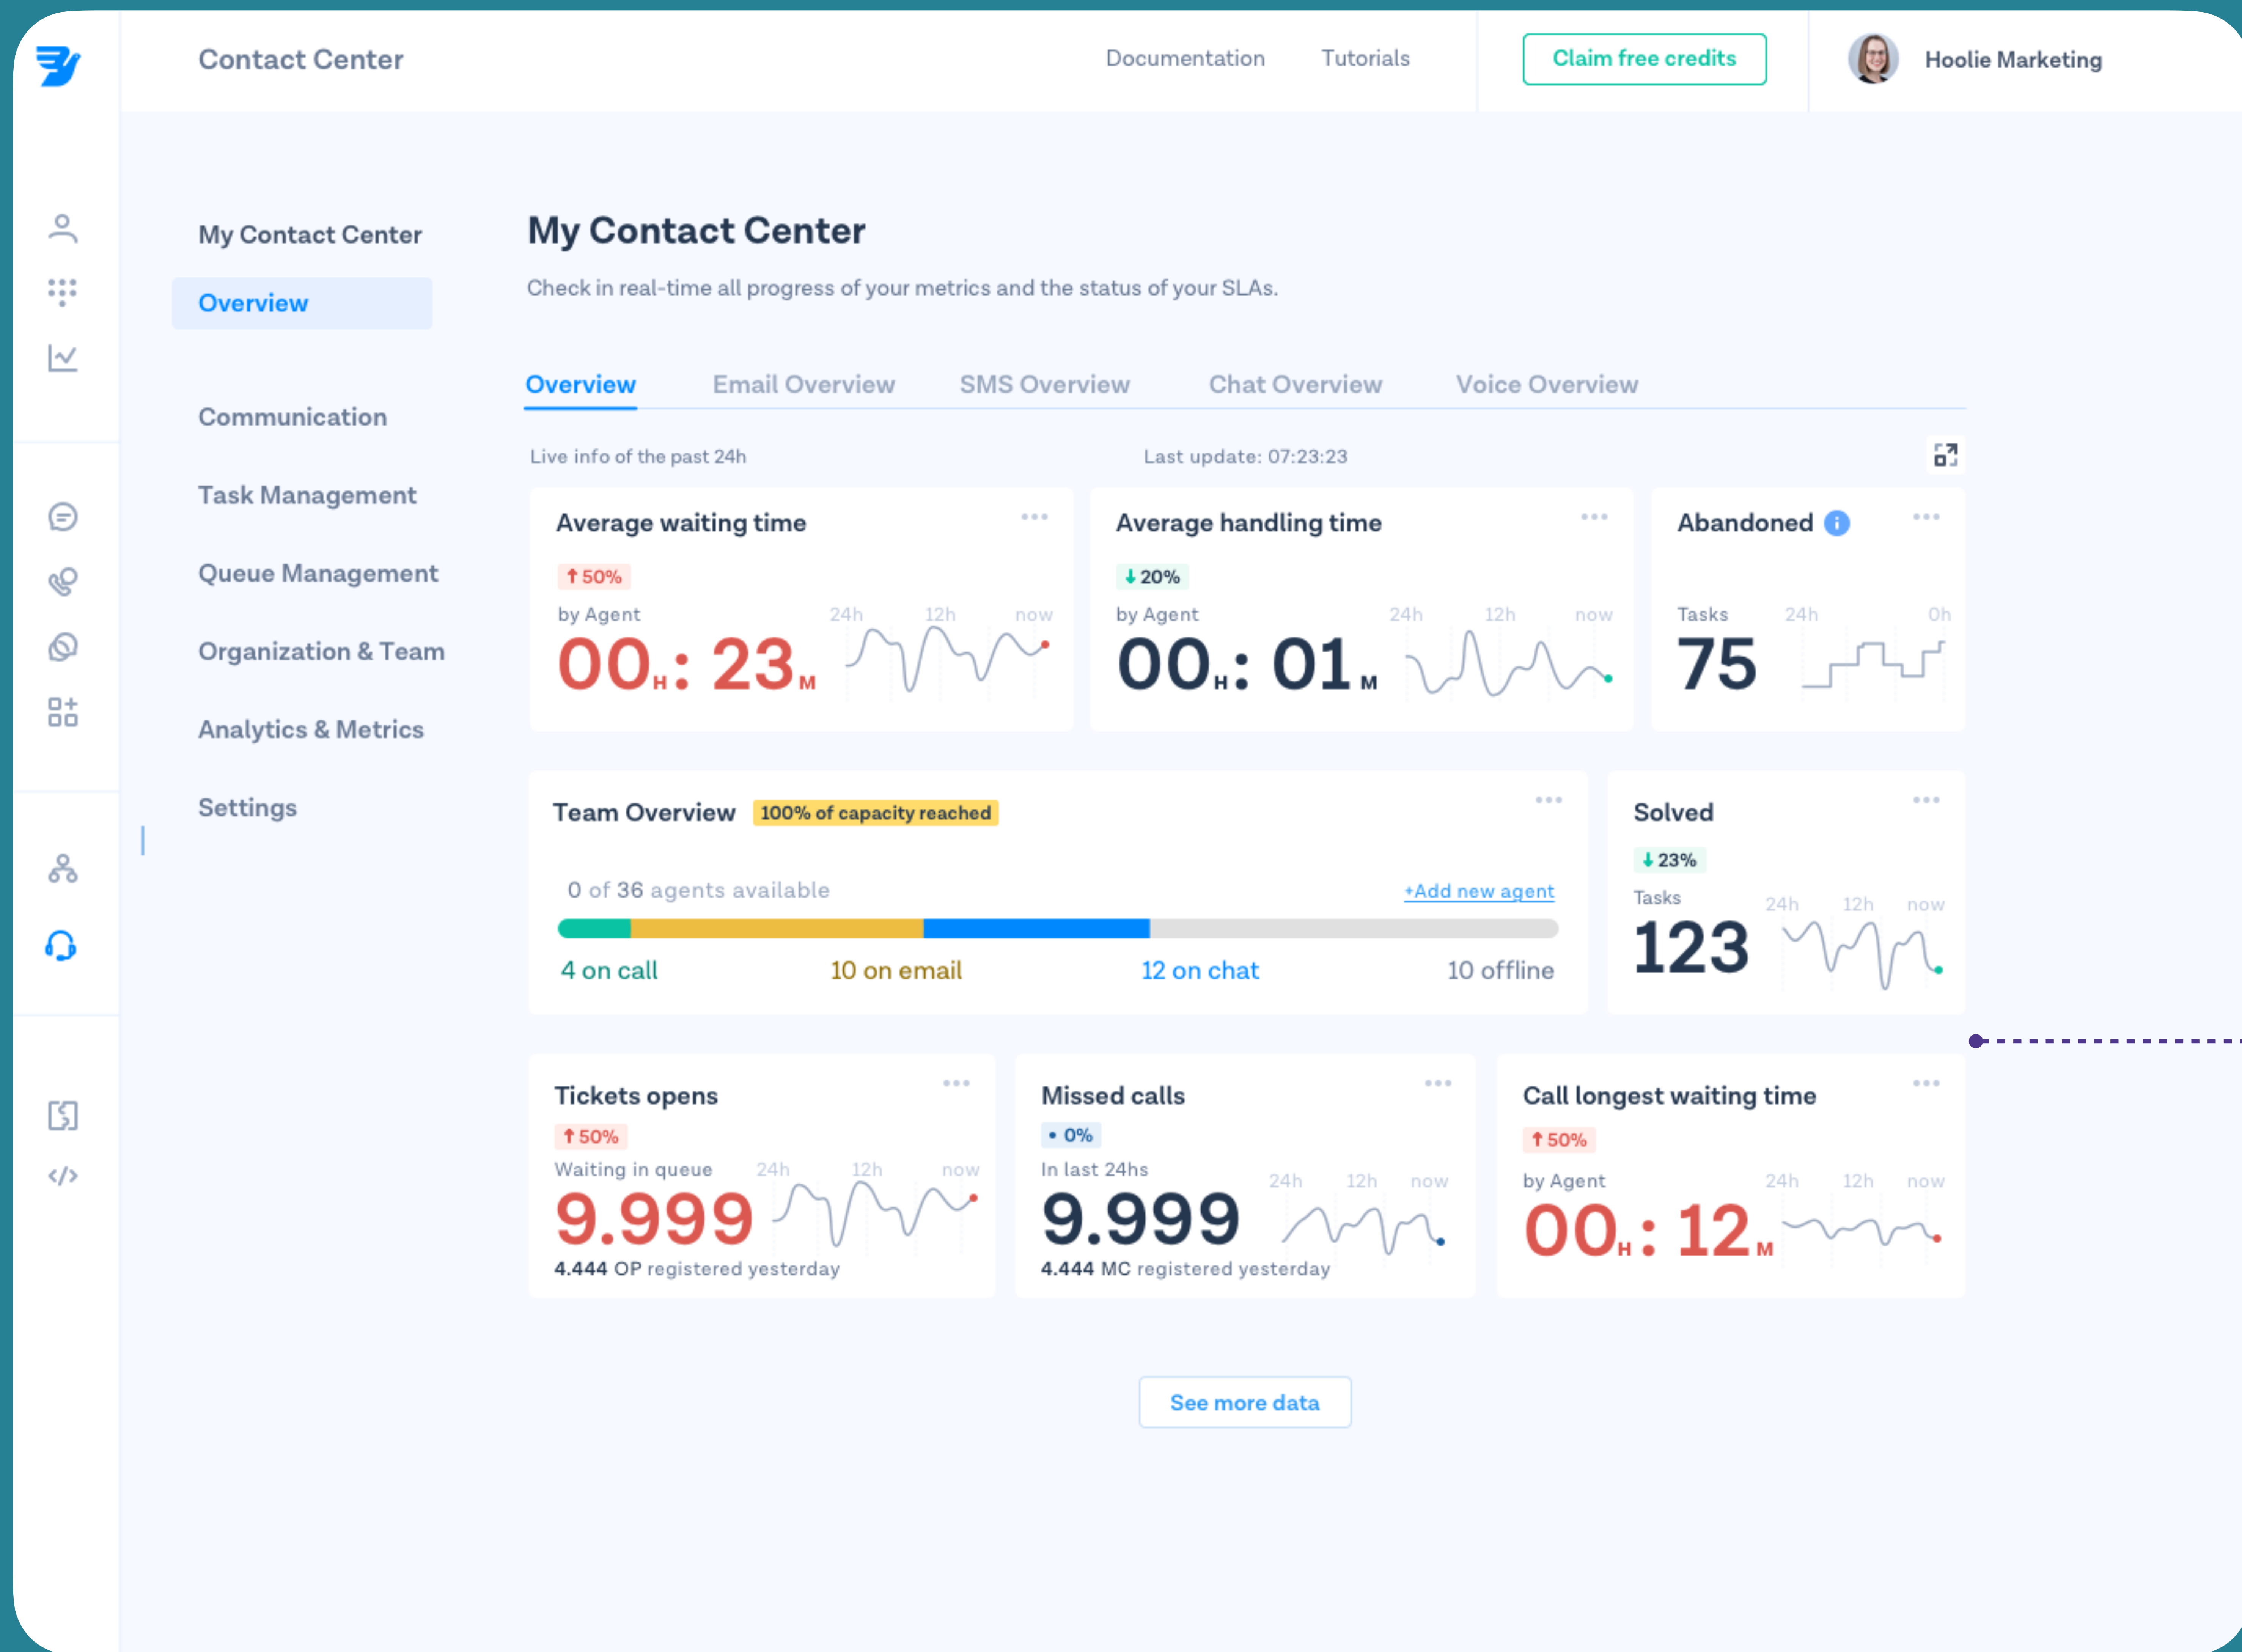 Contact Center
Documentation
Tutorials
Claim free credits
Hoolie Marketing
My Contact Center
Overview
Communication
Task Management
Queue Management
Organization & Team
Analytics & Metrics
Settings
My Contact Center
Check in real-time all progress of your metrics and the status of your SLAs.
Overview
Email Overview
SMS Overview
Chat Overview
Voice Overview
Live info of the past 24h
Last update: 07:23:23
Average waiting time
↑ 50%
by Agent
24h 12h now
00H: 23M
Average handling time
↓ 20%
by Agent
24h 12h now
00H: 01M
Abandoned i
Tasks
24h 0h
75
Team Overview
100% of capacity reached
0 of 36 agents available
+Add new agent
4 on call
10 on email
12 on chat
10 offline
Solved
↓ 23%
Tasks
24h 12h now
123
Tickets opens
↑ 50%
Waiting in queue
24h 12h now
9.999
4.444 OP registered yesterday
Missed calls
• 0%
In last 24hs
24h 12h now
9.999
4.444 MC registered yesterday
Call longest waiting time
↑ 50%
by Agent
24h 12h now
00H: 12M
See more data